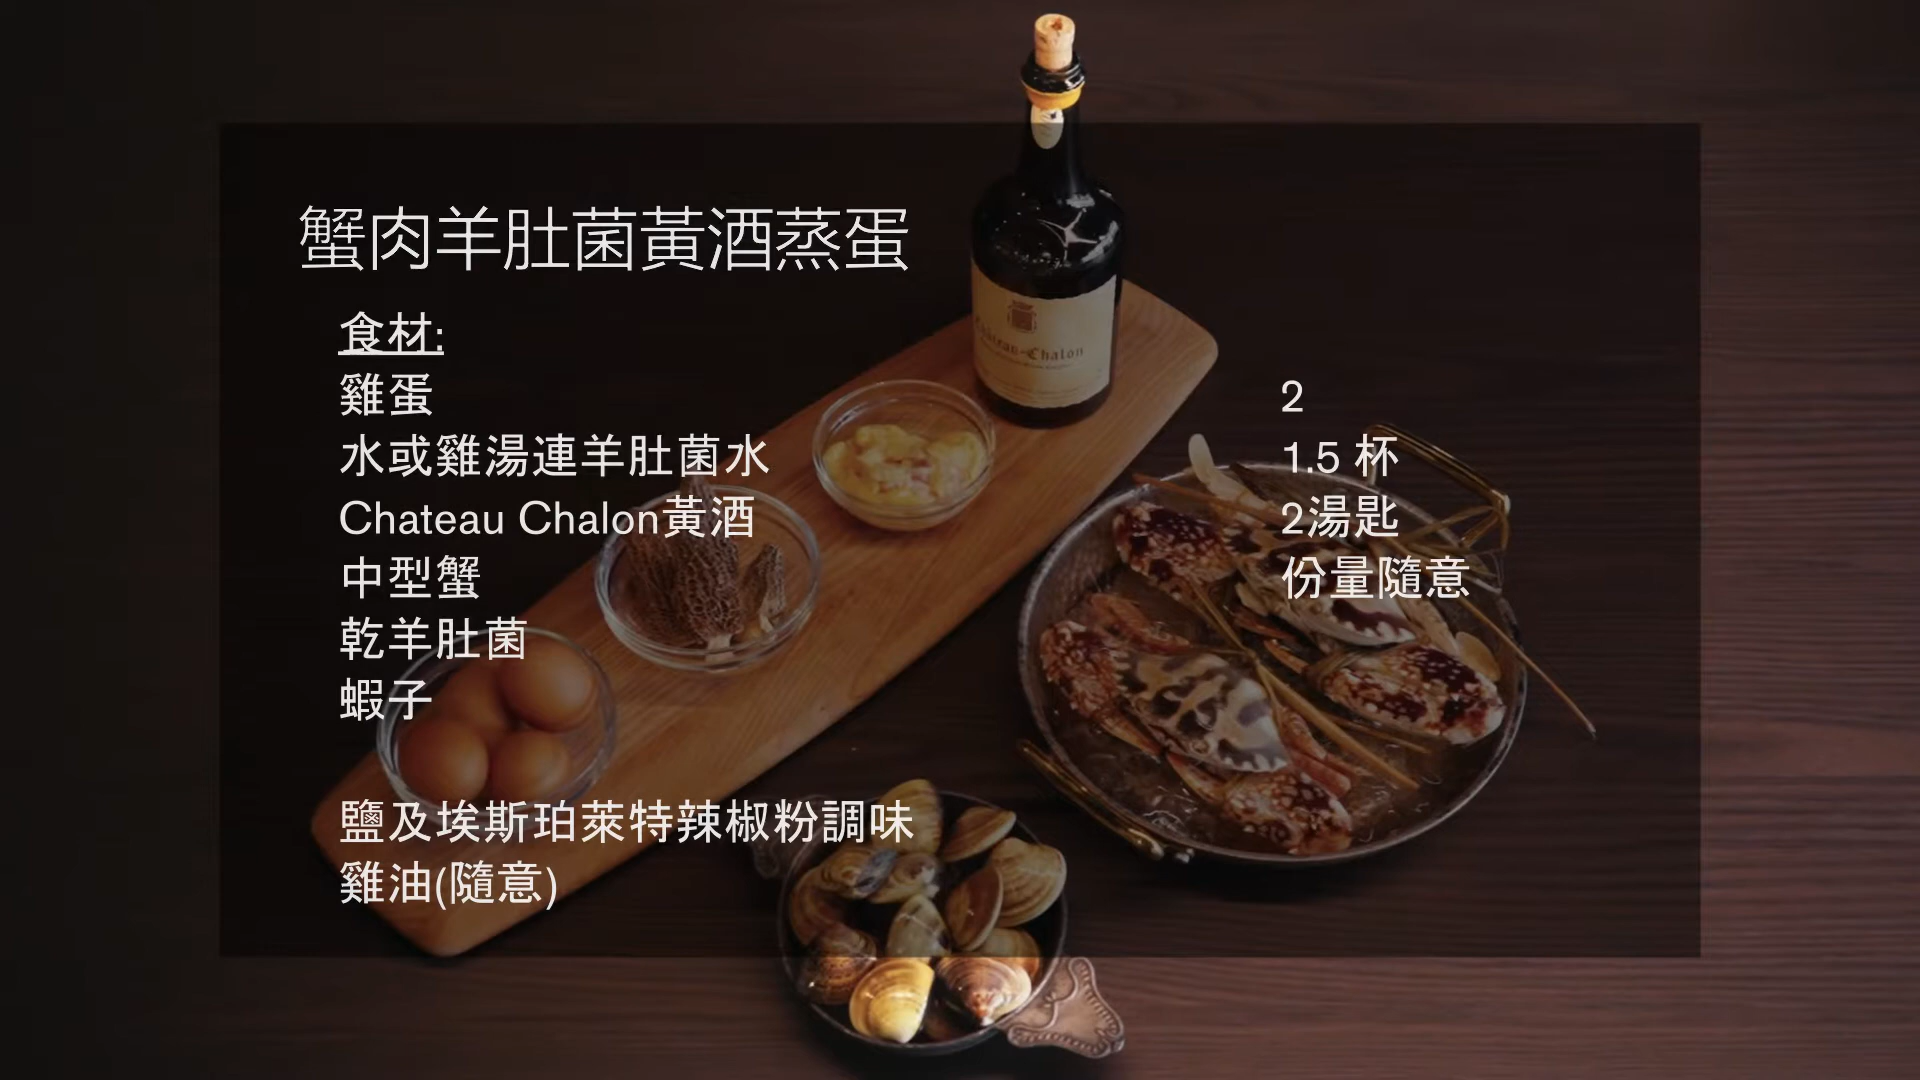 蟹肉羊肚菌黃酒蒸蛋
食材:
雞蛋 2
水或雞湯連羊肚菌水 1.5 杯
Chateau Chalon黃酒 2湯匙
中型蟹 份量隨意
乾羊肚菌
蝦子
鹽及埃斯珀萊特辣椒粉調味
雞油(隨意)
Chateau-Chalon